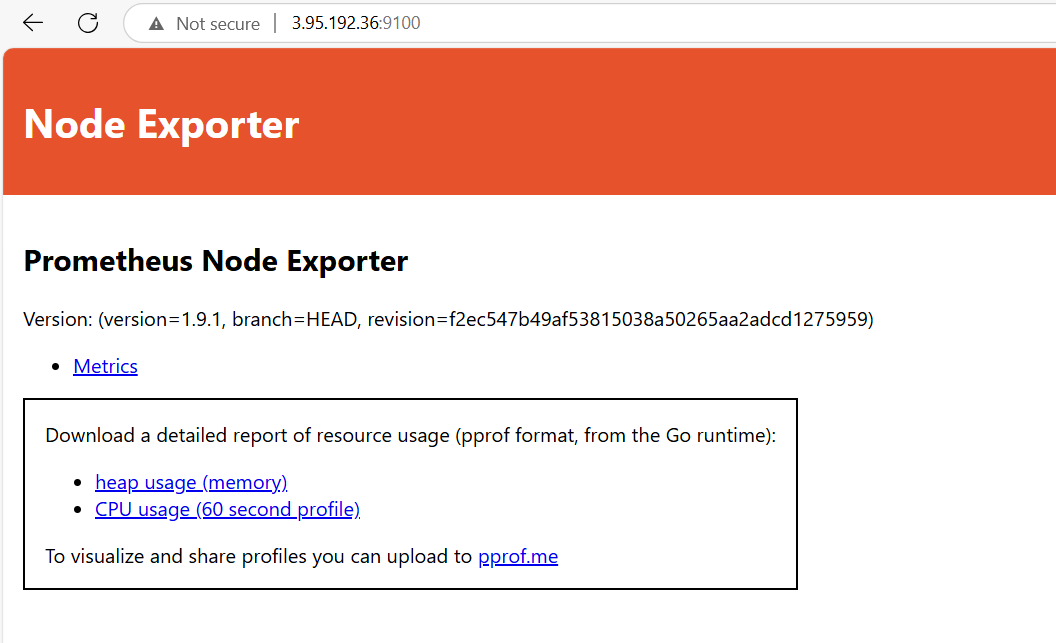 Not secure | 3.95.192.36:9100
Node Exporter
Prometheus Node Exporter
Version: (version=1.9.1, branch=HEAD, revision=f2ec547b49af53815038a50265aa2adcd1275959)
Metrics
Download a detailed report of resource usage (pprof format, from the Go runtime):
heap usage (memory)
CPU usage (60 second profile)
To visualize and share profiles you can upload to pprof.me